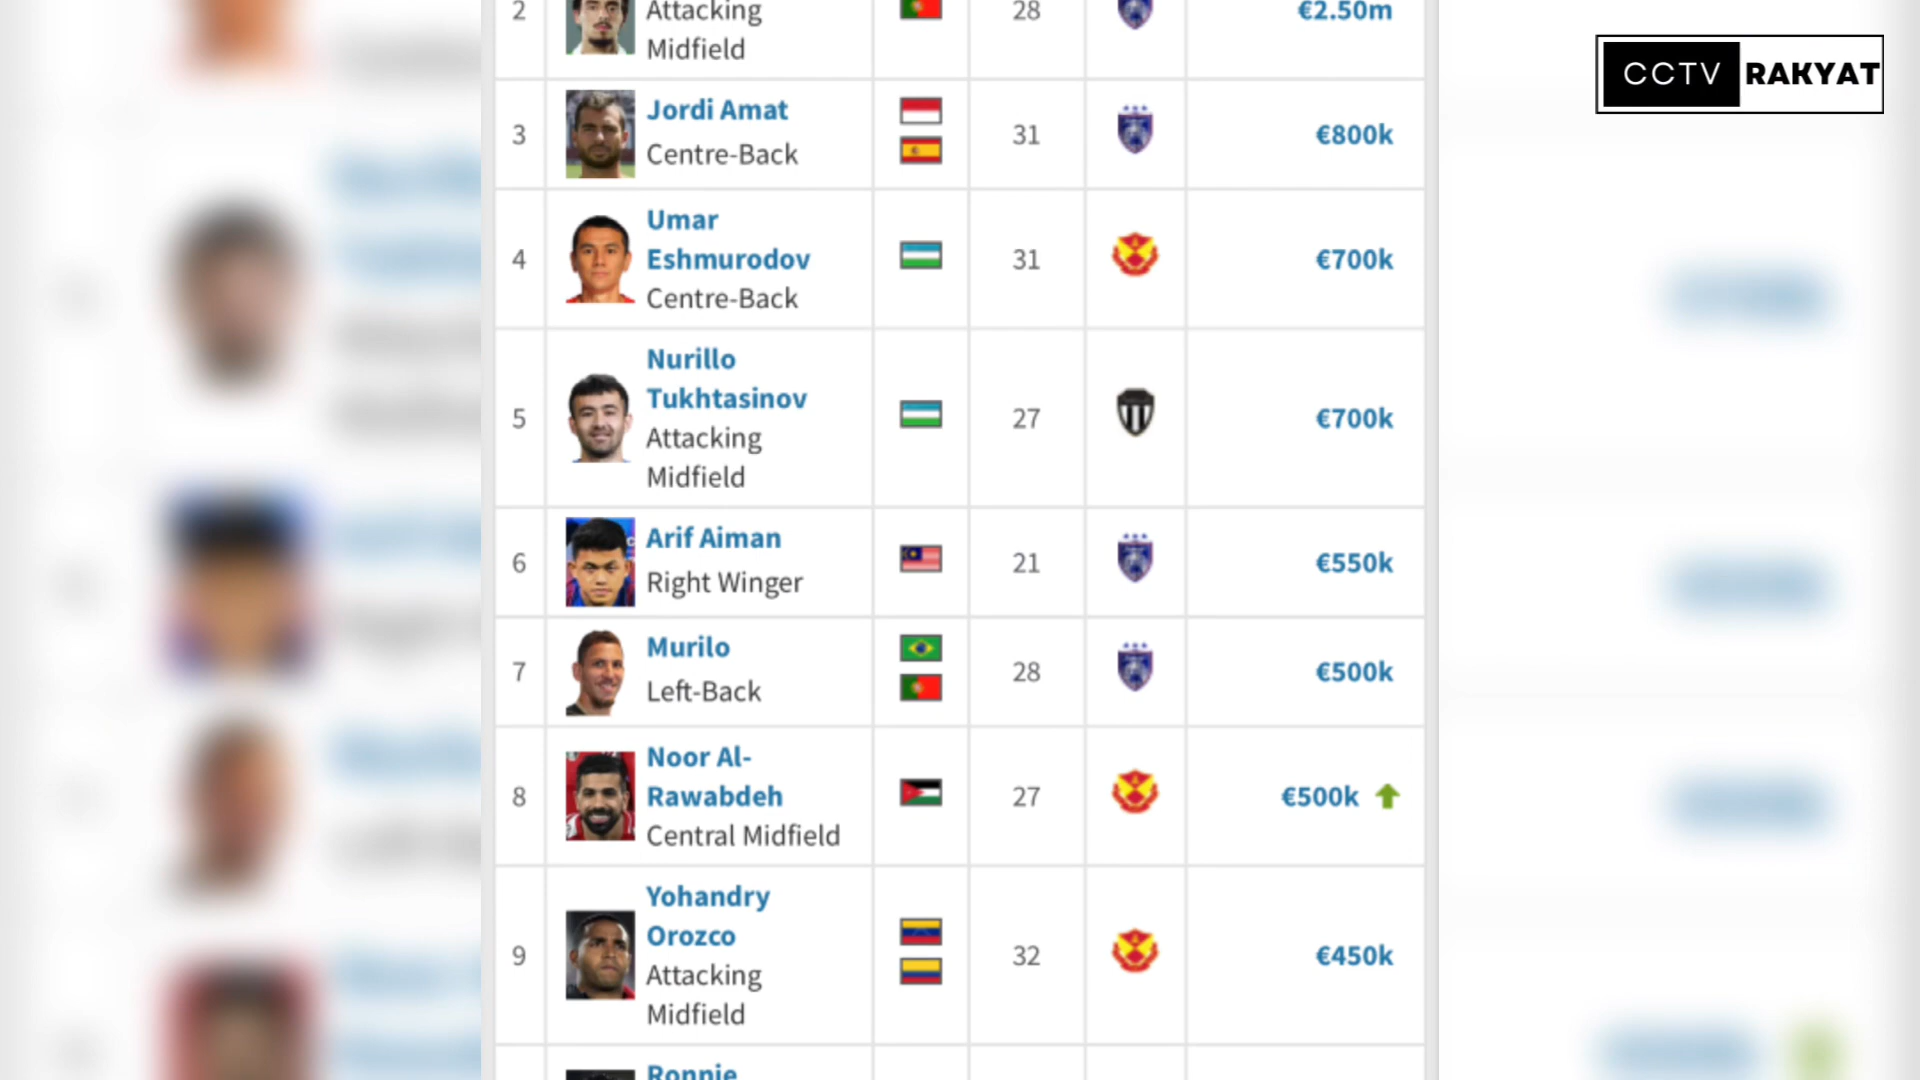 2
Attacking
Midfield
28
€2.50m
CCTV RAKYAT
3
Jordi Amat
Centre-Back
31
€800k
4
Umar
Eshmurodov
Centre-Back
31
€700k
5
Nurillo
Tukhtasinov
Attacking
Midfield
27
€700k
6
Arif Aiman
Right Winger
21
€550k
7
Murilo
Left-Back
28
€500k
8
Noor Al-
Rawabdeh
Central Midfield
27
€500k
9
Yohandry
Orozco
Attacking
Midfield
32
€450k
Ronnie